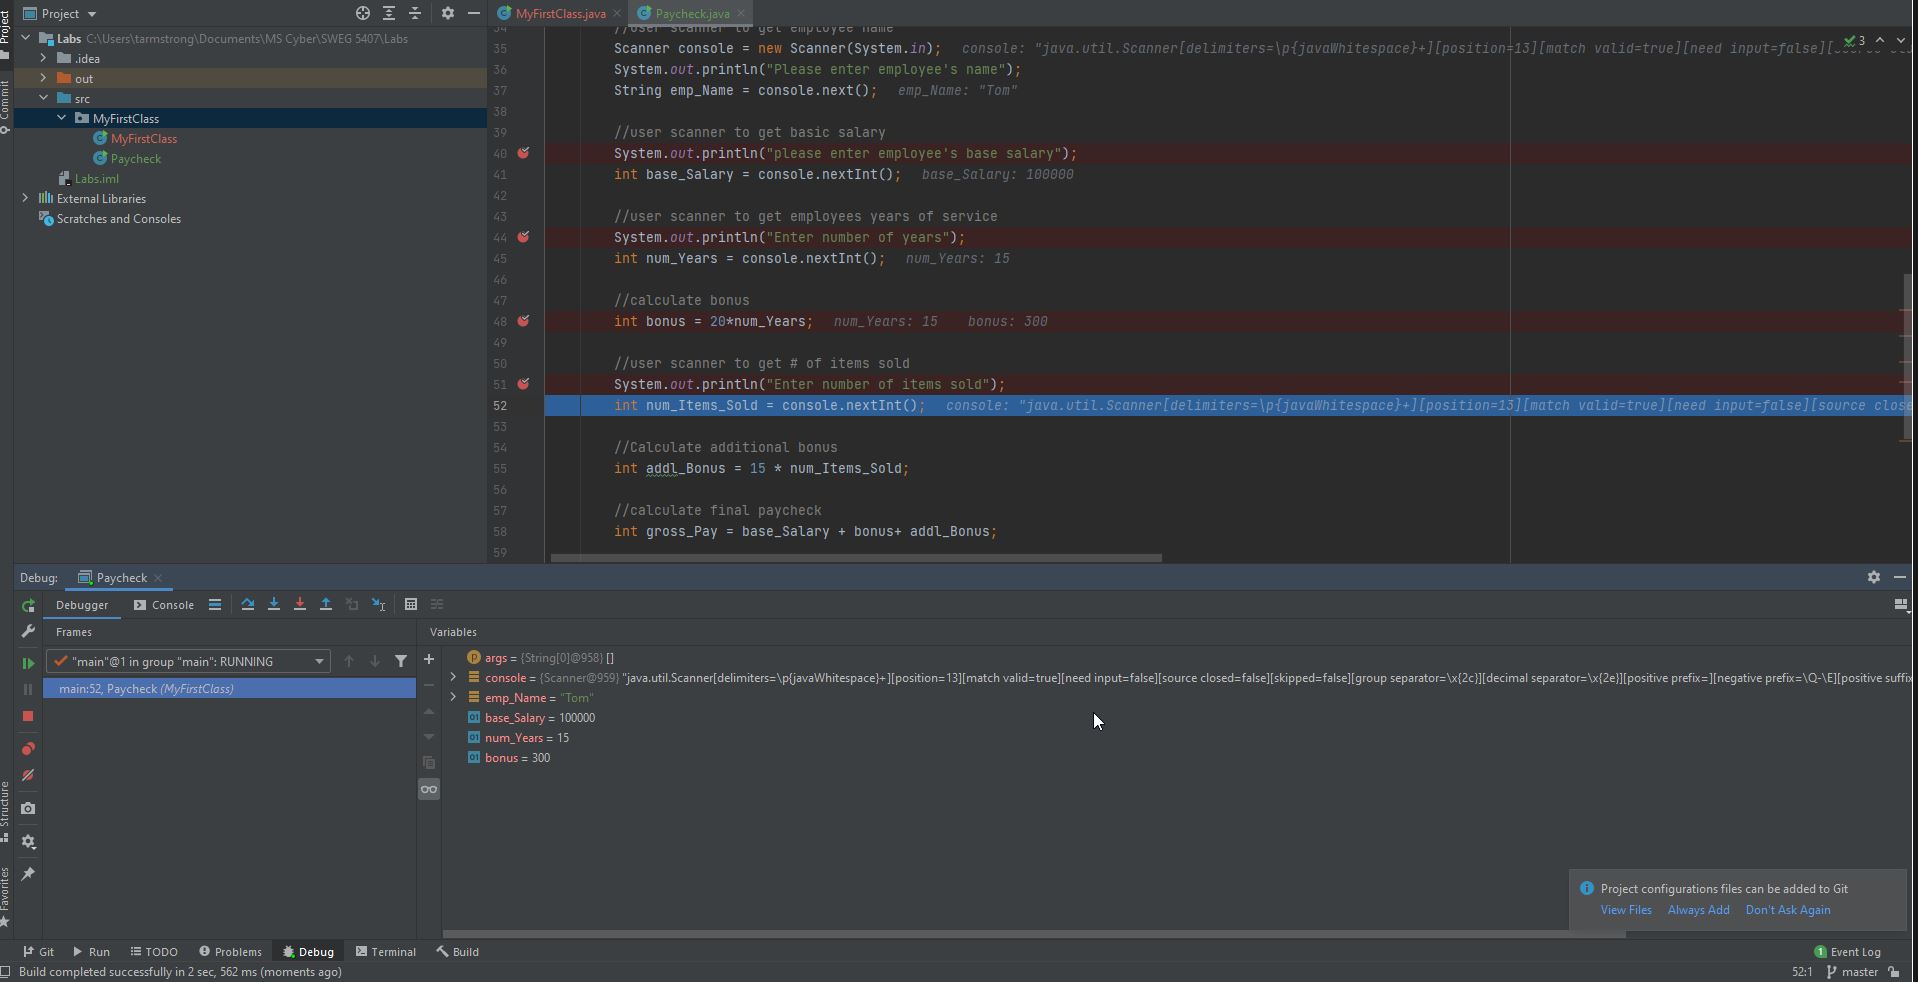 Project
MyFirstClass.java
Paycheck.java
Project
Commit
Labs C:\Users\tarmstrong\Documents\MS Cyber\SWEG 5407\Labs
.idea
out
src
MyFirstClass
MyFirstClass
Paycheck
Labs.iml
External Libraries
Scratches and Consoles
34 //user scanner to get employee name
35 Scanner console = new Scanner(System.in); console: "java.util.Scanner[delimiters=\p{javaWhitespace}+][position=13][match valid=true][need input=false][source clos
3
36 System.out.println("Please enter employee's name");
37 String emp_Name = console.next(); emp_Name: "Tom"
38
39 //user scanner to get basic salary
40 System.out.println("please enter employee's base salary");
41 int base_Salary = console.nextInt(); base_Salary: 100000
42
43 //user scanner to get employees years of service
44 System.out.println("Enter number of years");
45 int num_Years = console.nextInt(); num_Years: 15
46
47 //calculate bonus
48 int bonus = 20*num_Years; num_Years: 15 bonus: 300
49
50 //user scanner to get # of items sold
51 System.out.println("Enter number of items sold");
52 int num_Items_Sold = console.nextInt(); console: "java.util.Scanner[delimiters=\p{javaWhitespace}+][position=13][match valid=true][need input=false][source close
53
54 //Calculate additional bonus
55 int addl_Bonus = 15 * num_Items_Sold;
56
57 //calculate final paycheck
58 int gross_Pay = base_Salary + bonus+ addl_Bonus;
59
Debug: Paycheck
Debugger Console
Frames
Variables
"main"@1 in group "main": RUNNING
main:52, Paycheck (MyFirstClass)
args = {String[0]@958} []
console = {Scanner@959} "java.util.Scanner[delimiters=\p{javaWhitespace}+][position=13][match valid=true][need input=false][source closed=false][skipped=false][group separator=\x{2c}][decimal separator=\x{2e}][positive prefix=][negative prefix=\Q-\E][positive suffix
emp_Name = "Tom"
base_Salary = 100000
num_Years = 15
bonus = 300
Structure
Favorites
Project configurations files can be added to Git
View Files Always Add Don't Ask Again
Git Run TODO Problems Debug Terminal Build
1 Event Log
Build completed successfully in 2 sec, 562 ms (moments ago)
52:1 master